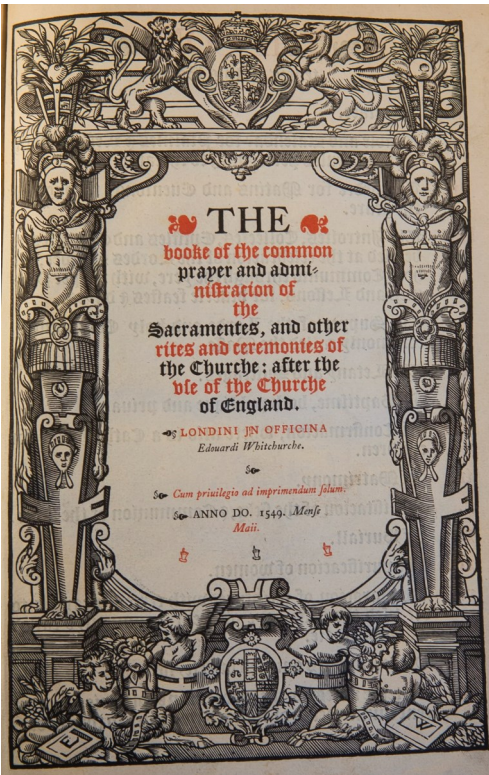 THE
booke of the common
prayer and admi-
nistracion of
the
Sacramentes, and other
rites and ceremonies of
the Churche: after the
vse of the Churche
of England.
LONDINI IN OFFICINA
Edouardi Whitchurche.
Cum priuilegio ad imprimendum solum.
ANNO DO. 1549. Mense
Maii.
E
W